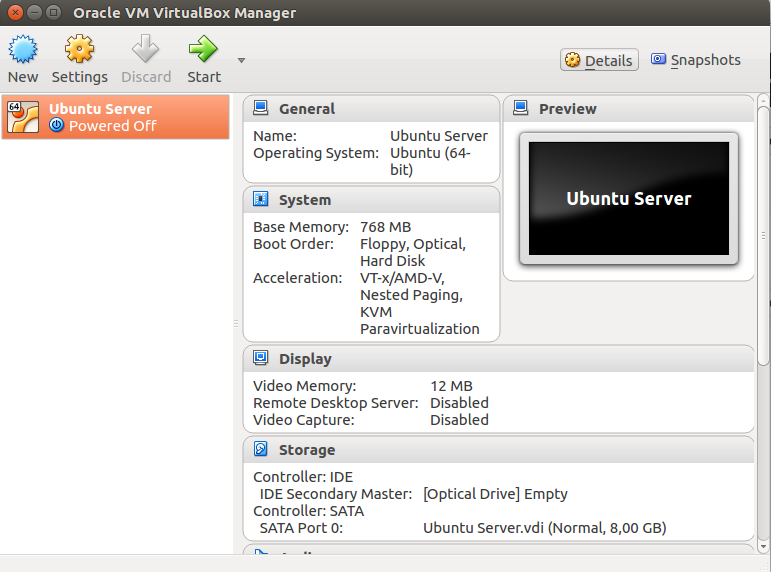 Oracle VM VirtualBox Manager
New Settings Discard Start
Details Snapshots
64
Ubuntu Server
Powered Off
General
Name: Ubuntu Server
Operating System: Ubuntu (64-
bit)
System
Base Memory: 768 MB
Boot Order: Floppy, Optical,
Hard Disk
Acceleration: VT-x/AMD-V,
Nested Paging,
KVM
Paravirtualization
Preview
Ubuntu Server
Display
Video Memory: 12 MB
Remote Desktop Server: Disabled
Video Capture: Disabled
Storage
Controller: IDE
IDE Secondary Master: [Optical Drive] Empty
Controller: SATA
SATA Port 0: Ubuntu Server.vdi (Normal, 8,00 GB)